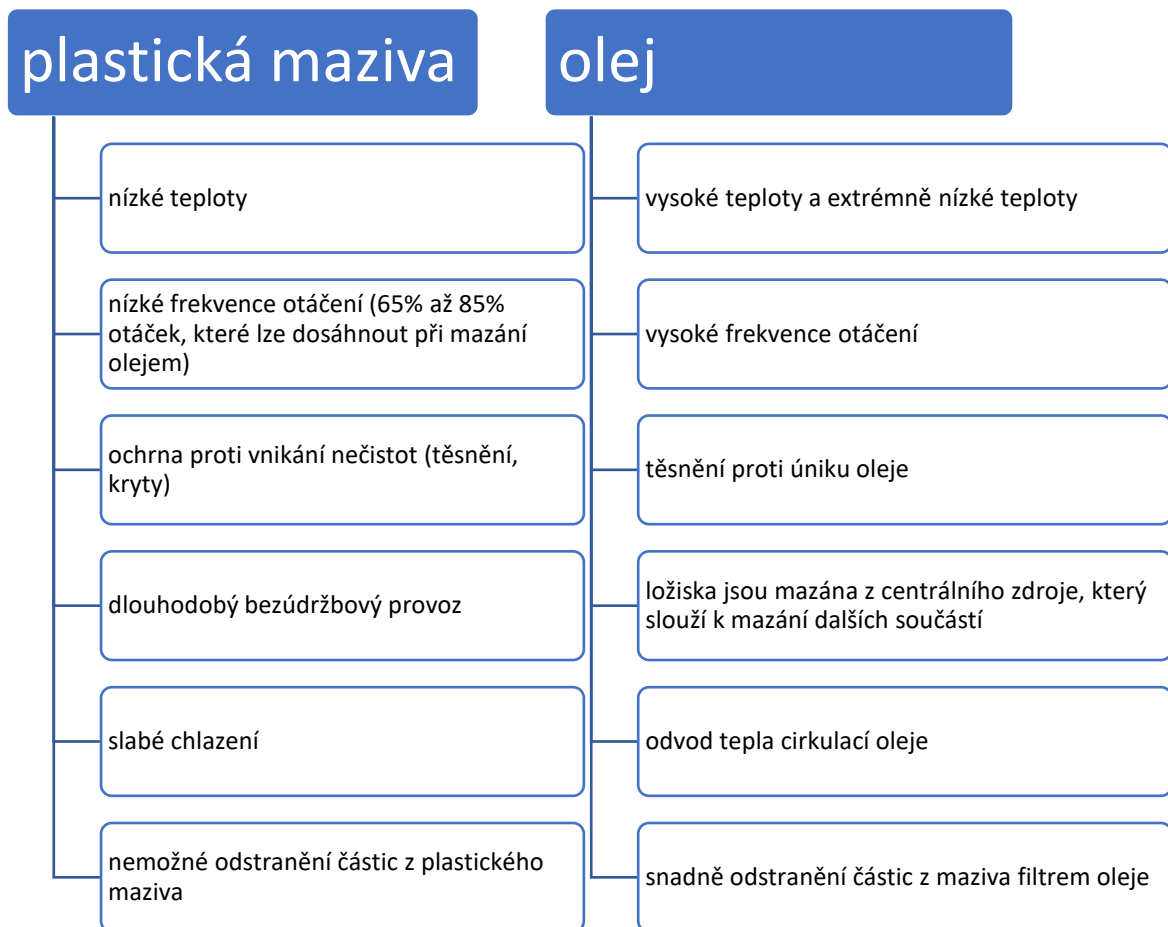 plastická maziva
nízké teploty
nízké frekvence otáčení (65% až 85%
otáček, které lze dosáhnout při mazání
olejem)
ochrna proti vnikání nečistot (těsnění,
kryty)
dlouhodobý bezúdržbový provoz
slabé chlazení
nemožné odstranění částic z plastického
maziva
olej
vysoké teploty a extrémně nízké teploty
vysoké frekvence otáčení
těsnění proti úniku oleje
ložiska jsou mazána z centrálního zdroje, který
slouží k mazání dalších součástí
odvod tepla cirkulací oleje
snadně odstranění částic z maziva filtrem oleje